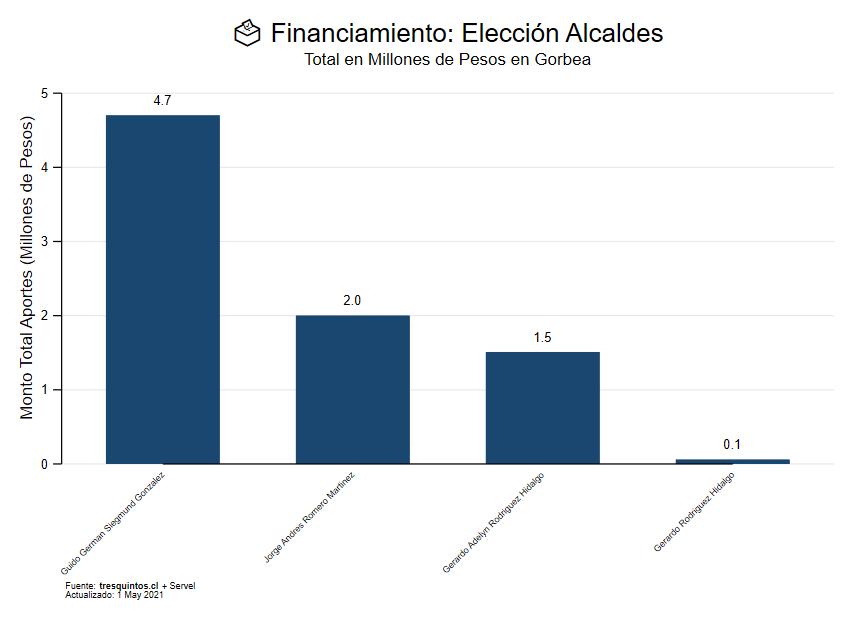 Financiamiento: Elección Alcaldes
Total en Millones de Pesos en Gorbea
Monto Total Aportes (Millones de Pesos)
5
4
3
2
1
0
4.7
2.0
1.5
0.1
Guido German Siegmund Gonzalez
Jorge Andres Romero Martinez
Gerardo Adelyn Rodriguez Hidalgo
Gerardo Rodriguez Hidalgo
Fuente: tresquintos.cl + Servel
Actualizado: 1 May 2021